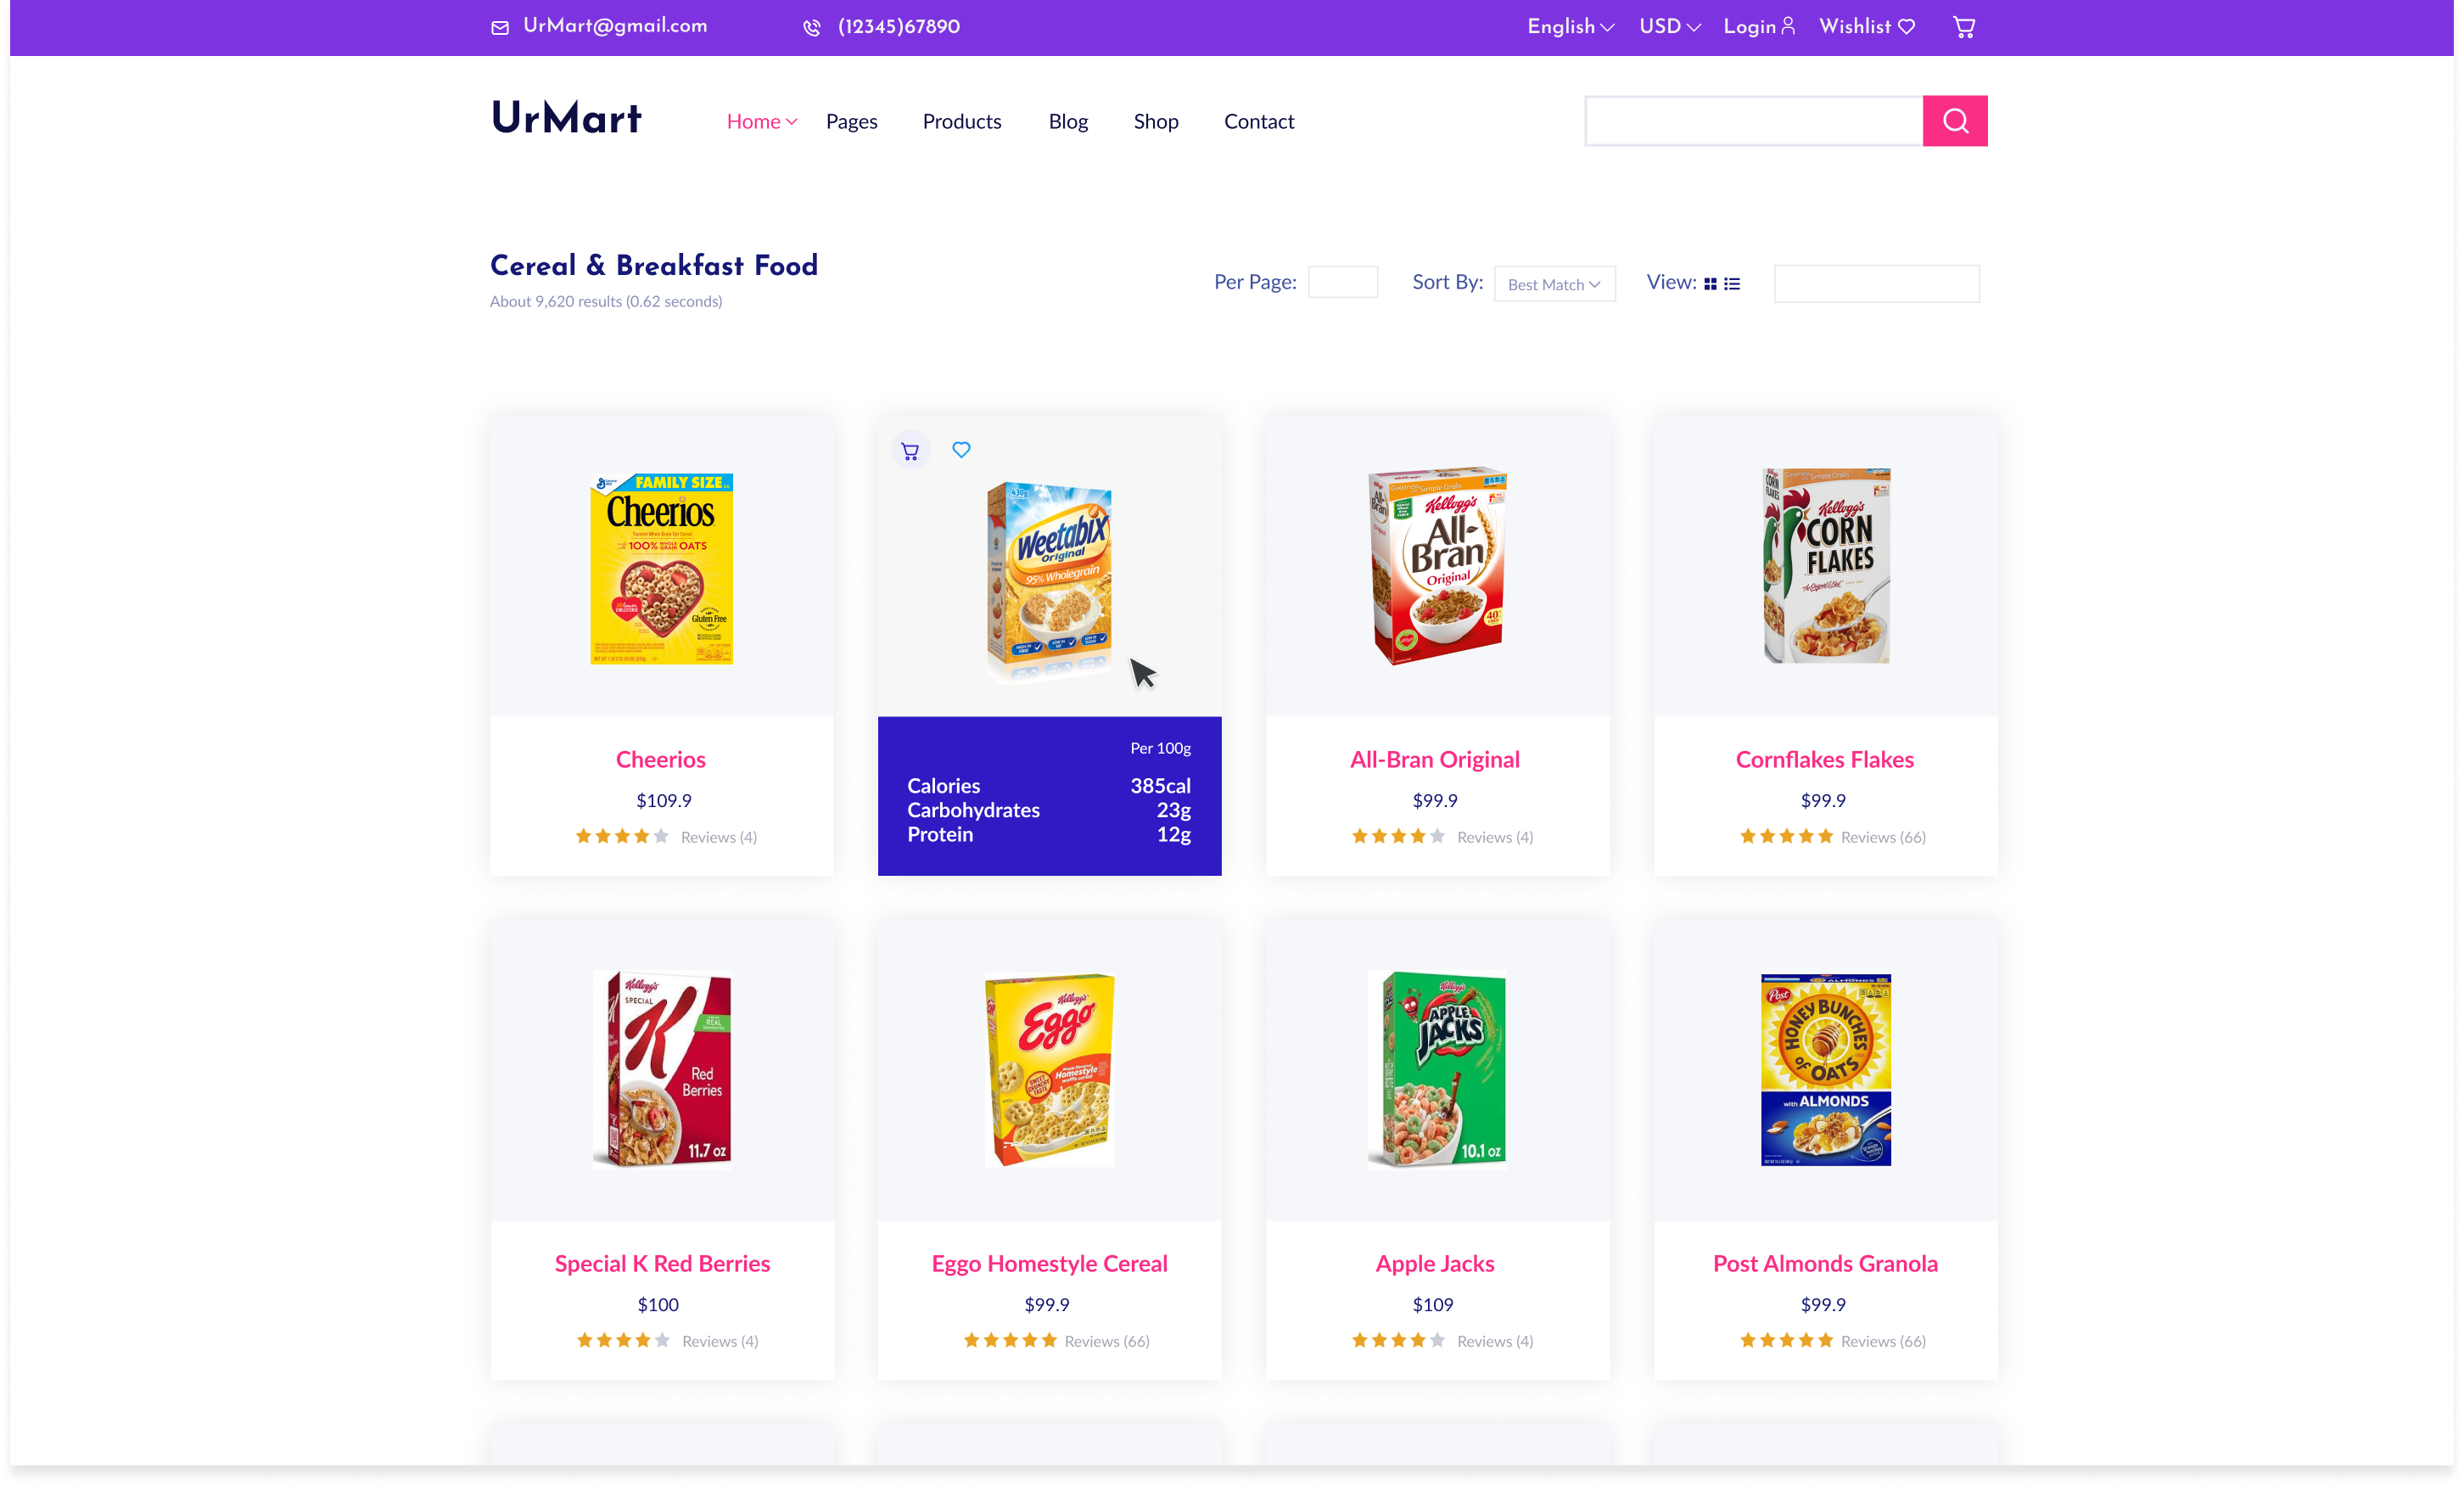 UrMart@gmail.com (12345)67890 English USD Login Wishlist
UrMart Home Pages Products Blog Shop Contact
Cereal & Breakfast Food
About 9,620 results (0.62 seconds)
Per Page: Sort By: Best Match View:
FAMILY SIZE
Cheerios
100% WHOLE GRAIN OATS
Gluten Free
430g
Weetabix
Original
95% Wholegrain
Kellogg's
All-
Bran
Original
Simple Grain
Kellogg's
CORN
FLAKES
Per 100g
Calories 385cal
Carbohydrates 23g
Protein 12g
Cheerios
$109.9
Reviews (4)
All-Bran Original
$99.9
Reviews (4)
Cornflakes Flakes
$99.9
Reviews (66)
Kellogg's
SPECIAL
K
REAL
Red
Berries
11.7 oz
Kellogg's
Eggo
Homestyle
Kellogg's
APPLE
JACKS
10.1 oz
Post
HONEY BUNCHES
of OATS
with ALMONDS
Special K Red Berries
$100
Reviews (4)
Eggo Homestyle Cereal
$99.9
Reviews (66)
Apple Jacks
$109
Reviews (4)
Post Almonds Granola
$99.9
Reviews (66)